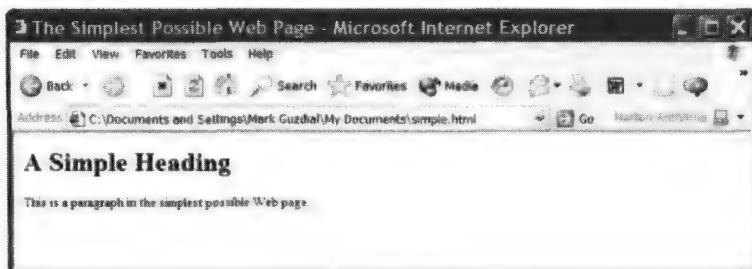 The Simplest Possible Web Page - Microsoft Internet Explorer
File Edit View Favorites Tools Help
Back Search Favorites Media
Address C:\Documents and Settings\Mark Guzdial\My Documents\simple.html Go Norton AntiVirus
A Simple Heading
This is a paragraph in the simplest possible Web page.